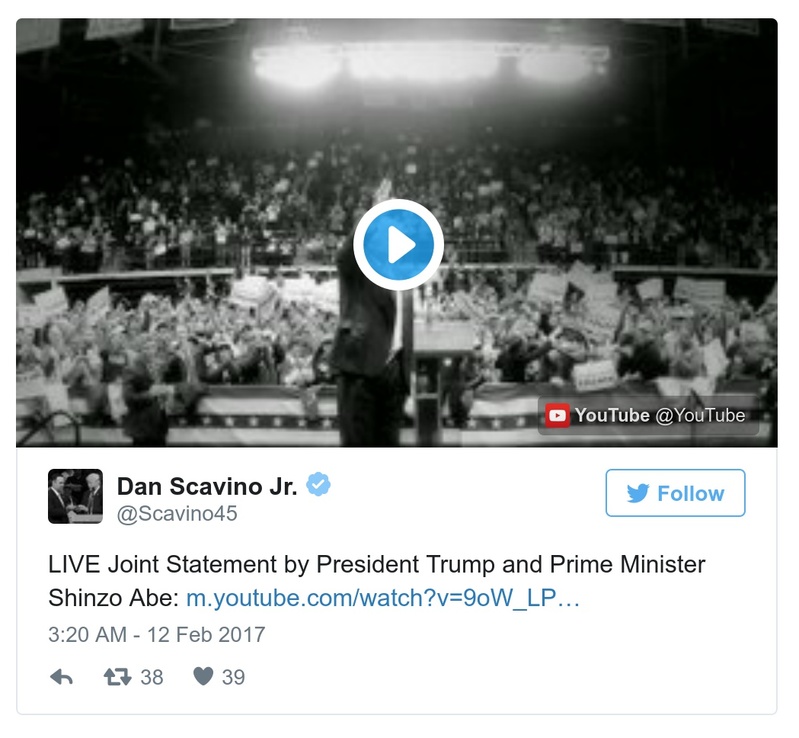 YouTube @YouTube
Dan Scavino Jr.
@Scavino45
Follow
LIVE Joint Statement by President Trump and Prime Minister
Shinzo Abe: m.youtube.com/watch?v=9oW_LP…
3:20 AM - 12 Feb 2017
38 39